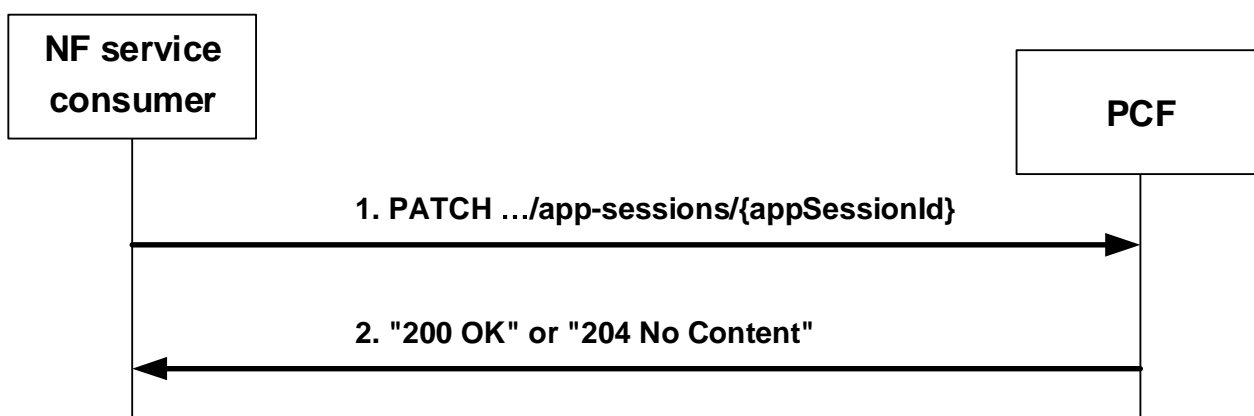 NF service
consumer
PCF
1. PATCH …/app-sessions/{appSessionId}
2. "200 OK" or "204 No Content"